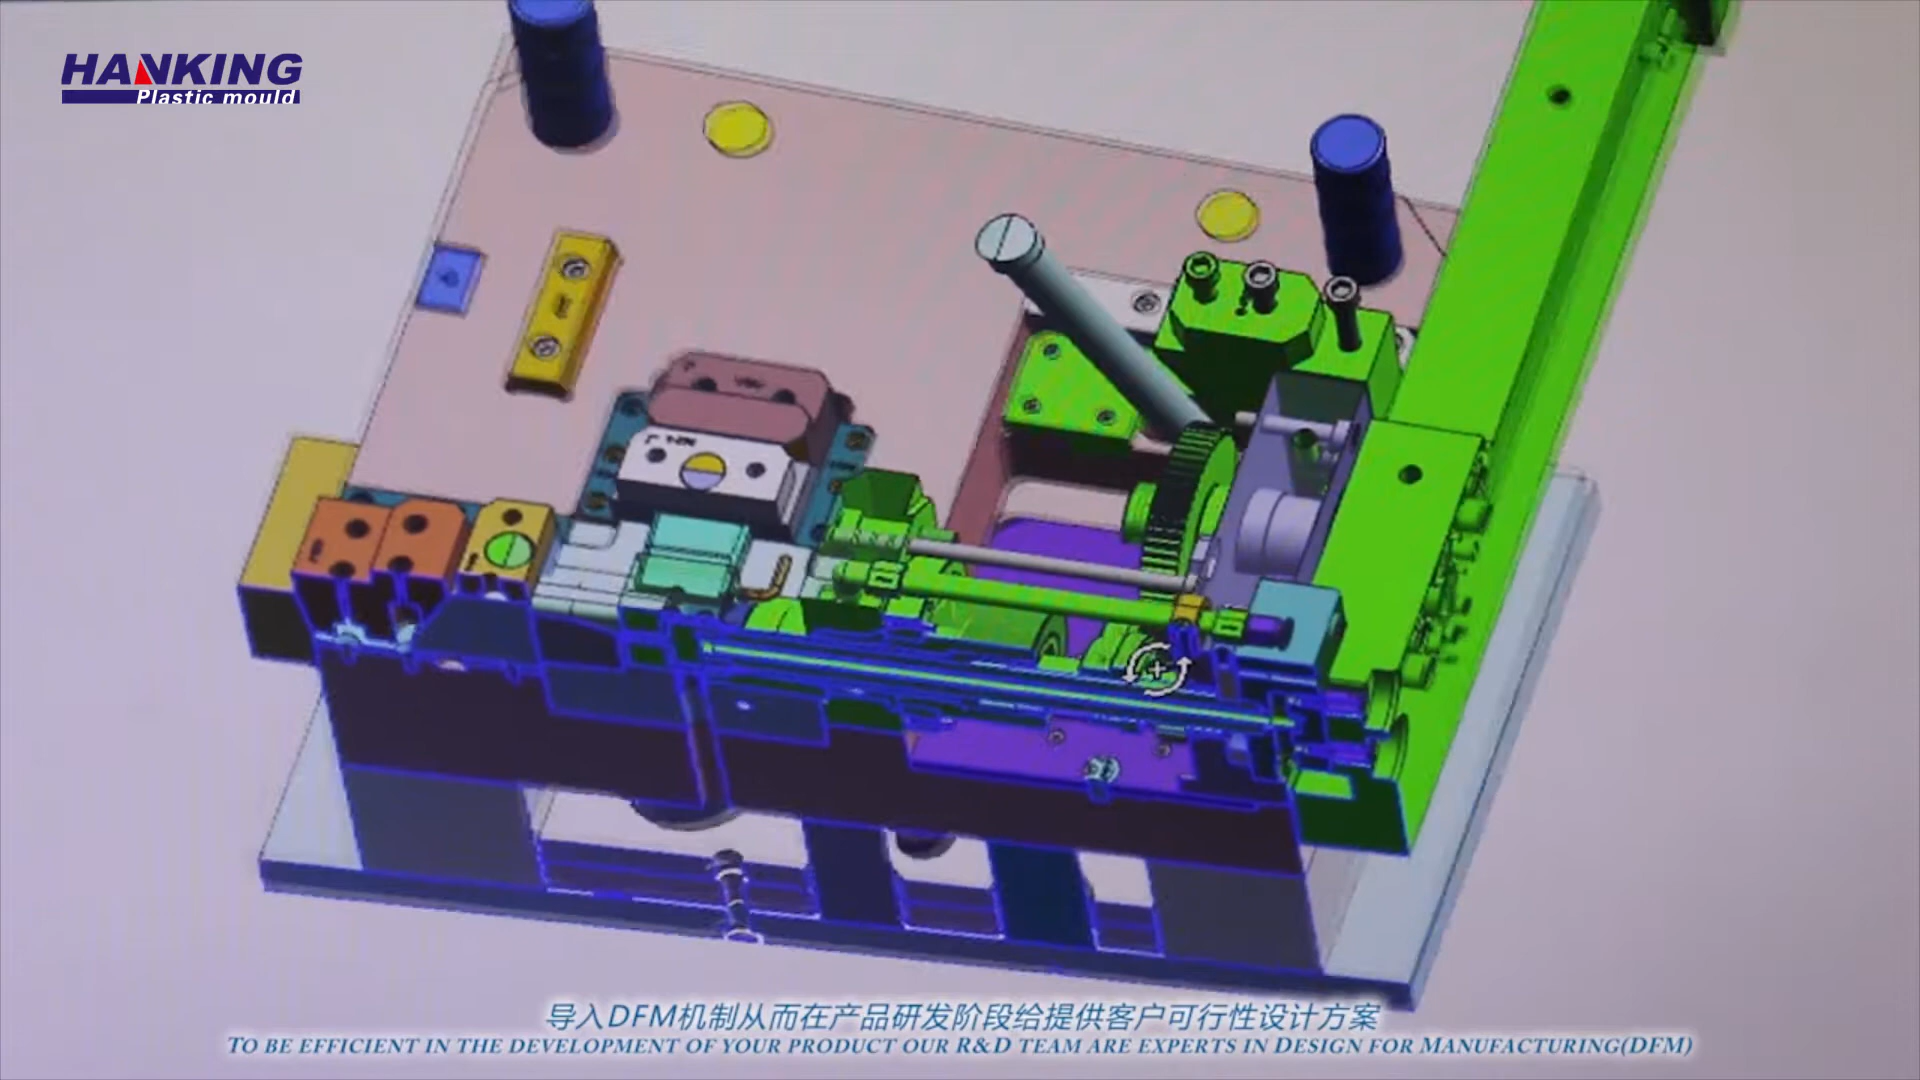 HANKING
Plastic mould
导入DFM机制从而在产品研发阶段给提供客户可行性设计方案
TO BE EFFICIENT IN THE DEVELOPMENT OF YOUR PRODUCT OUR R&D TEAM ARE EXPERTS IN DESIGN FOR MANUFACTURING(DFM)